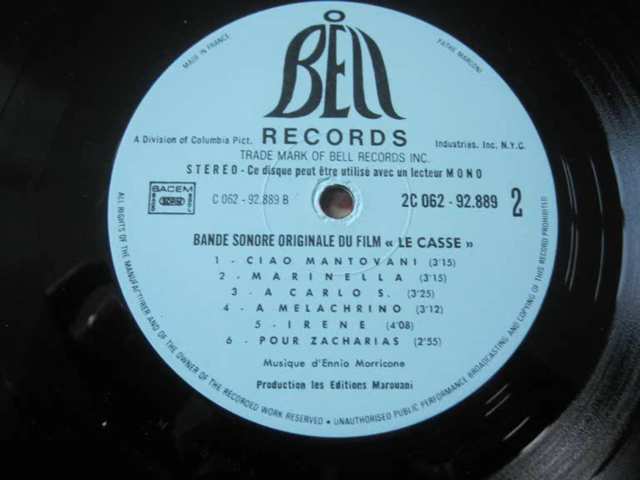 BELL
RECORDS
MADE IN FRANCE
PATHE MARCONI
A Division of Columbia Pict.
Industries, Inc. N.Y.C.
TRADE MARK OF BELL RECORDS INC.
STEREO - Ce disque peut être utilisé avec un lecteur MONO
SACEM
C 062 - 92.889 B
2C 062 - 92.889 2
BANDE SONORE ORIGINALE DU FILM « LE CASSE »
1 - CIAO MANTOVANI (3'15)
2 - MARINELLA (3'15)
3 - A CARLO S. (3'25)
4 - A MELACHRINO (3'12)
5 - IRENE (4'08)
6 - POUR ZACHARIAS (2'55)
Musique d'Ennio Morricone
Production les Editions Marouani
ALL RIGHTS OF THE MANUFACTURER AND OF THE OWNER OF THE RECORDED WORK RESERVED • UNAUTHORISED PUBLIC PERFORMANCE BROADCASTING AND COPYING OF THIS RECORD PROHIBITED